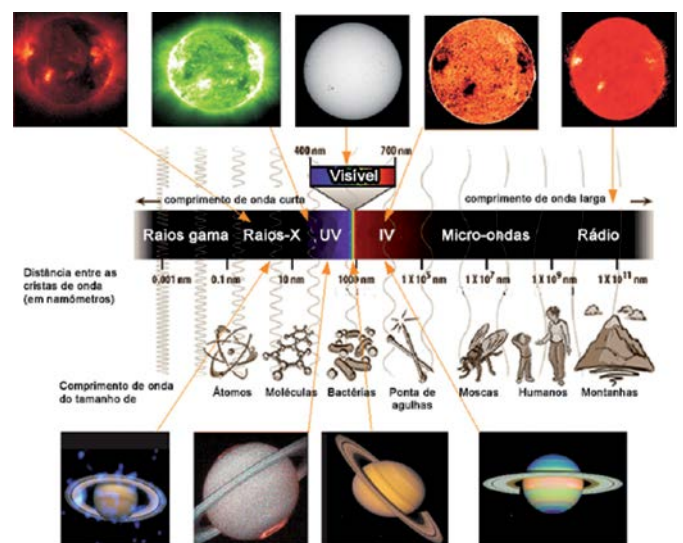 400 nm 700 nm
Visível
comprimento de onda curta comprimento de onda larga
Raios gama Raios-X UV IV Micro-ondas Rádio
Distância entre as
cristas de onda
(em namômetros)
0,001 nm 0.1 nm 10 nm 1000 nm 1 X 10⁵ nm 1 X 10⁷ nm 1 X 10⁹ nm 1 X 10¹¹ nm
Comprimento de onda
do tamanho de
Átomos Moléculas Bactérias Ponta de
agulhas
Moscas Humanos Montanhas